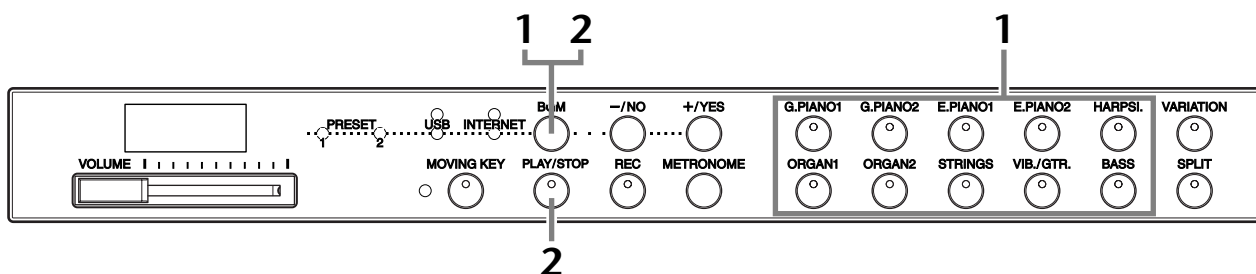 1 2 1
BGM −/NO +/YES G.PIANO1 G.PIANO2 E.PIANO1 E.PIANO2 HARPSI. VARIATION
PRESET USB INTERNET
1 2
VOLUME MOVING KEY PLAY/STOP REC METRONOME ORGAN1 ORGAN2 STRINGS VIB./GTR. BASS SPLIT
2